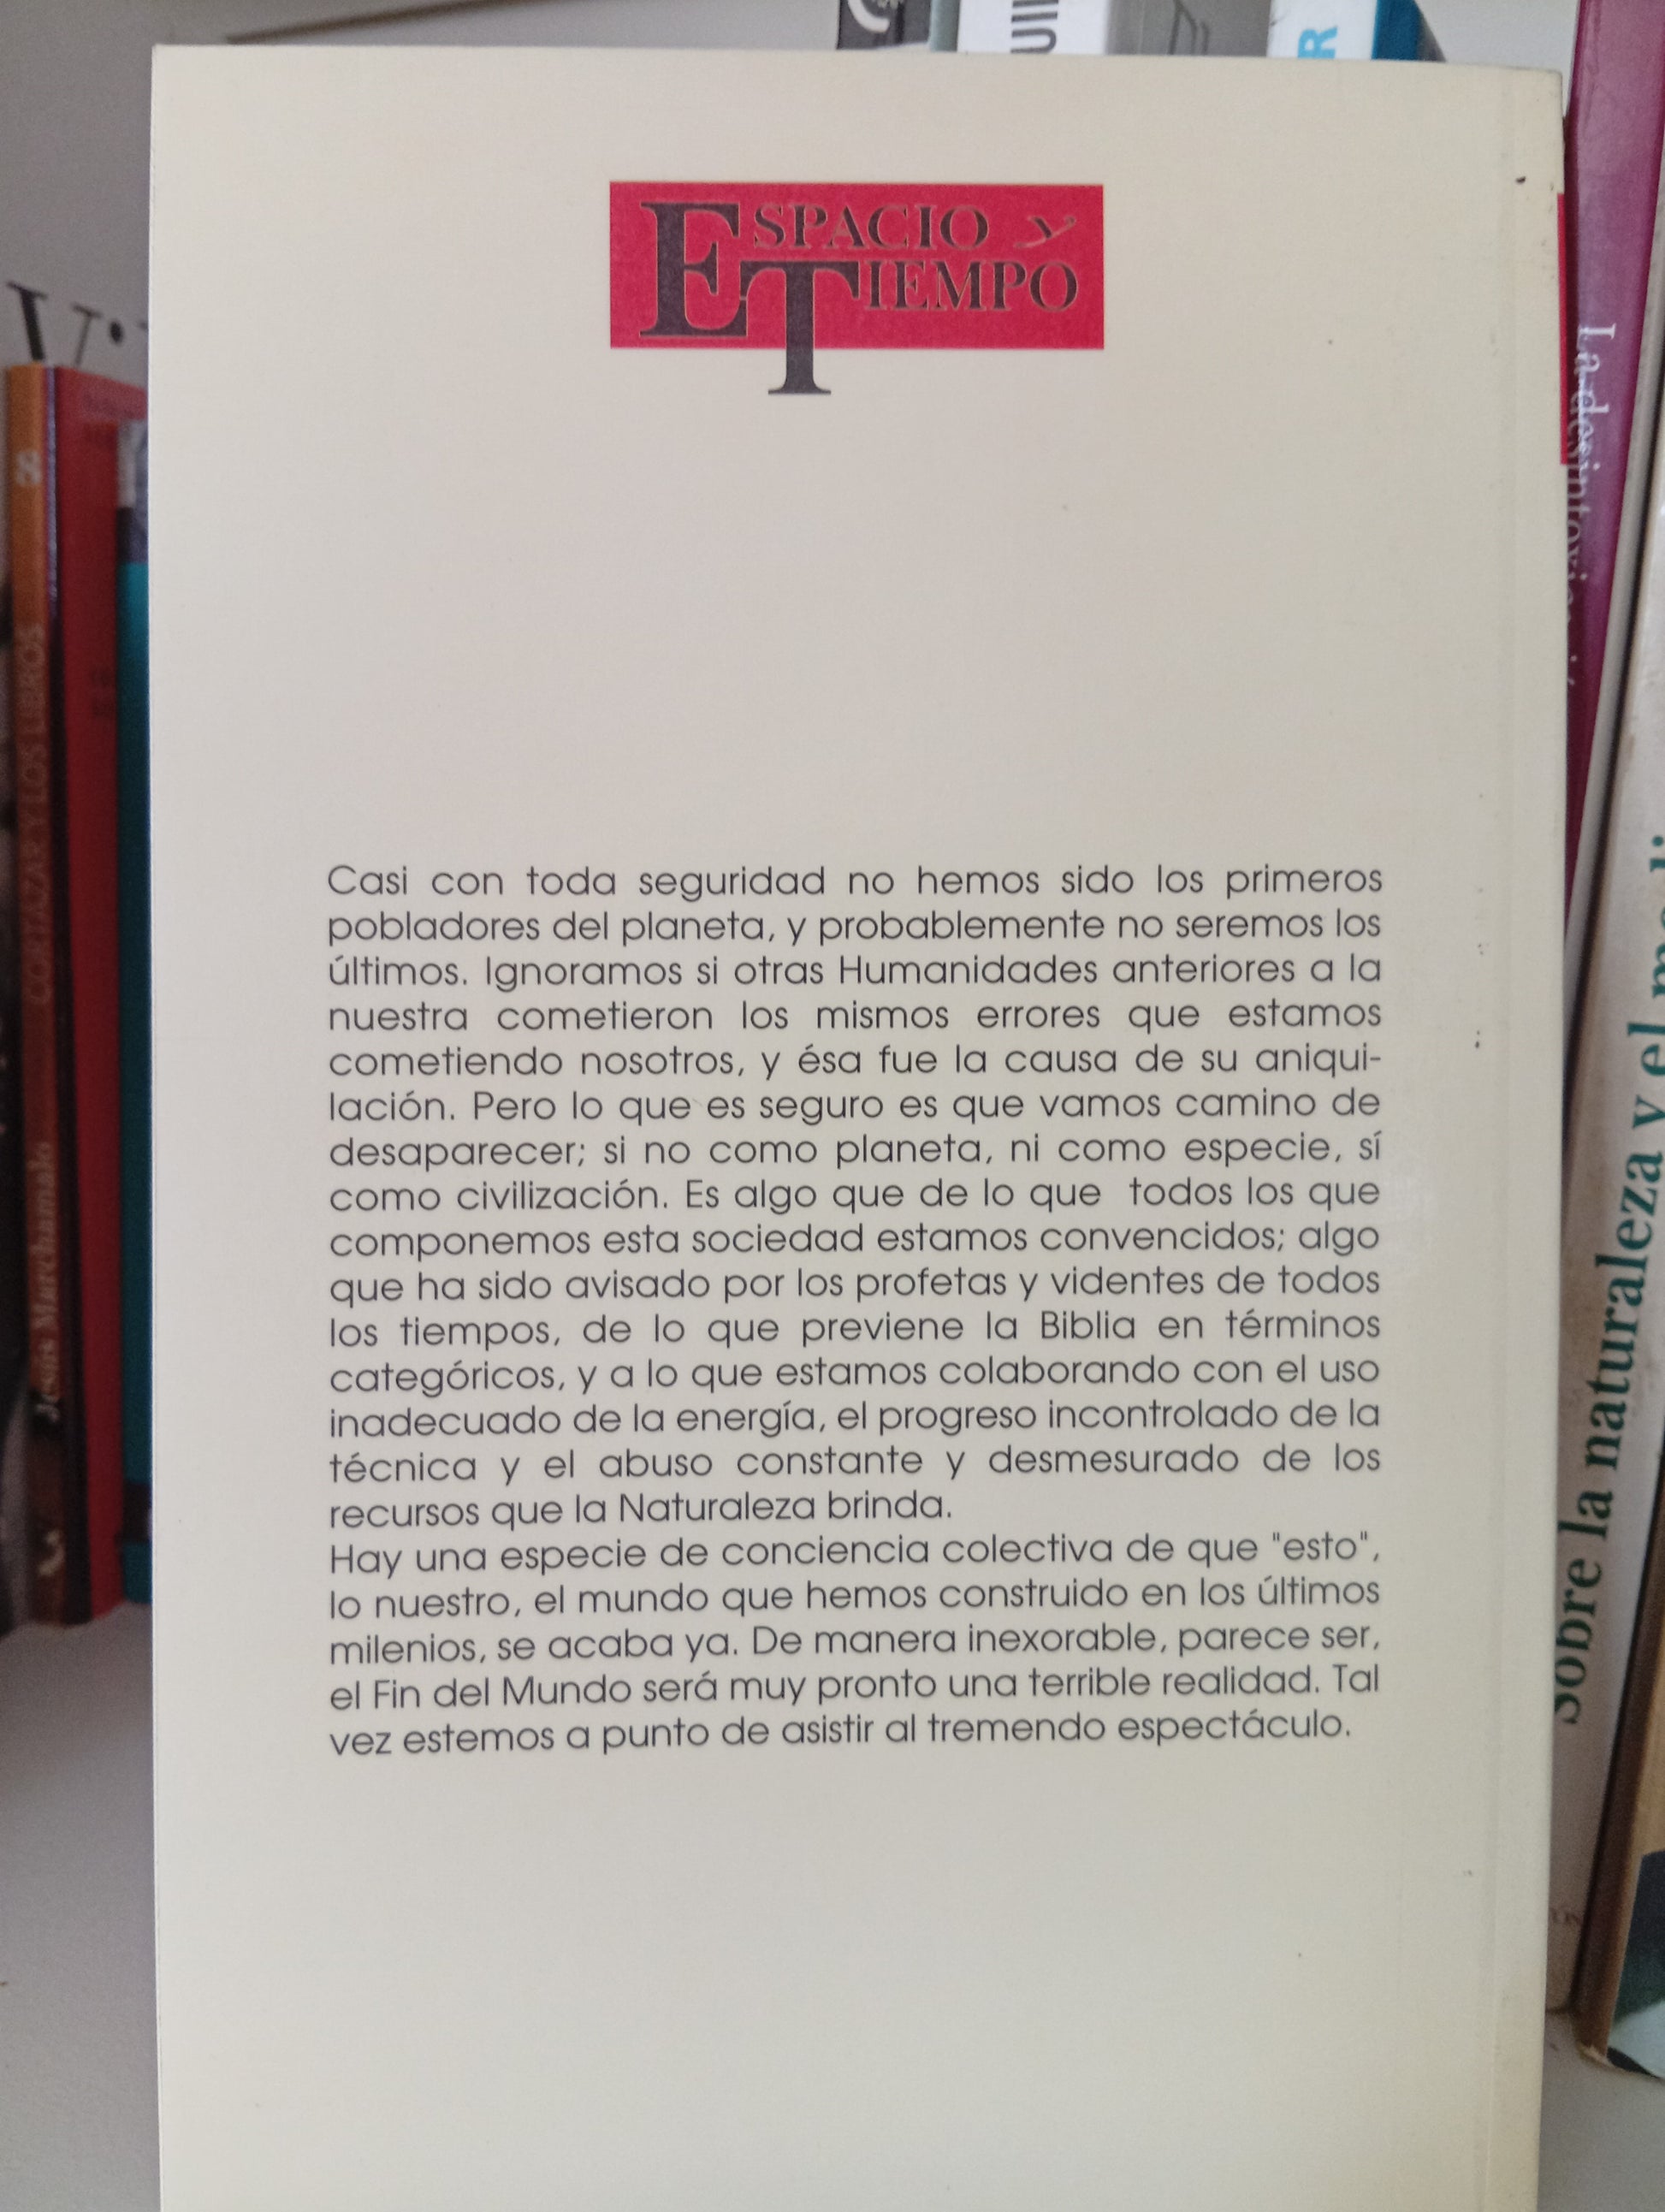 UII
R
ESPACIO y
TIEMPO
Casi con toda seguridad no hemos sido los primeros
pobladores del planeta, y probablemente no seremos los
últimos. Ignoramos si otras Humanidades anteriores a la
nuestra cometieron los mismos errores que estamos
cometiendo nosotros, y ésa fue la causa de su aniqui-
lación. Pero lo que es seguro es que vamos camino de
desaparecer; si no como planeta, ni como especie, sí
como civilización. Es algo que de lo que todos los que
componemos esta sociedad estamos convencidos; algo
que ha sido avisado por los profetas y videntes de todos
los tiempos, de lo que previene la Biblia en términos
categóricos, y a lo que estamos colaborando con el uso
inadecuado de la energía, el progreso incontrolado de la
técnica y el abuso constante y desmesurado de los
recursos que la Naturaleza brinda.
Hay una especie de conciencia colectiva de que "esto",
lo nuestro, el mundo que hemos construido en los últimos
milenios, se acaba ya. De manera inexorable, parece ser,
el Fin del Mundo será muy pronto una terrible realidad. Tal
vez estemos a punto de asistir al tremendo espectáculo.
Jesús Marchamalo CORTÁZAR Y LOS LIBROS
La
Sobre la naturaleza y el